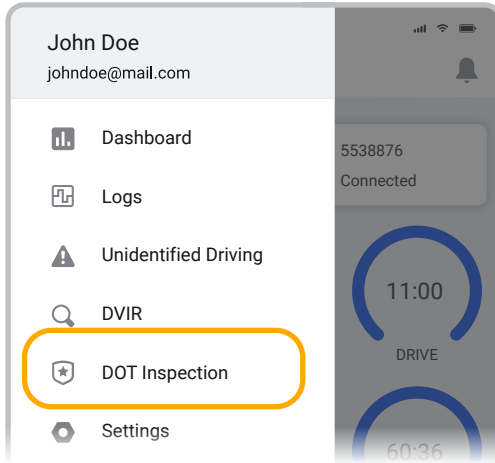 John Doe
johndoe@mail.com
Dashboard
Logs
Unidentified Driving
DVIR
DOT Inspection
Settings
5538876
Connected
11:00
DRIVE
60:36